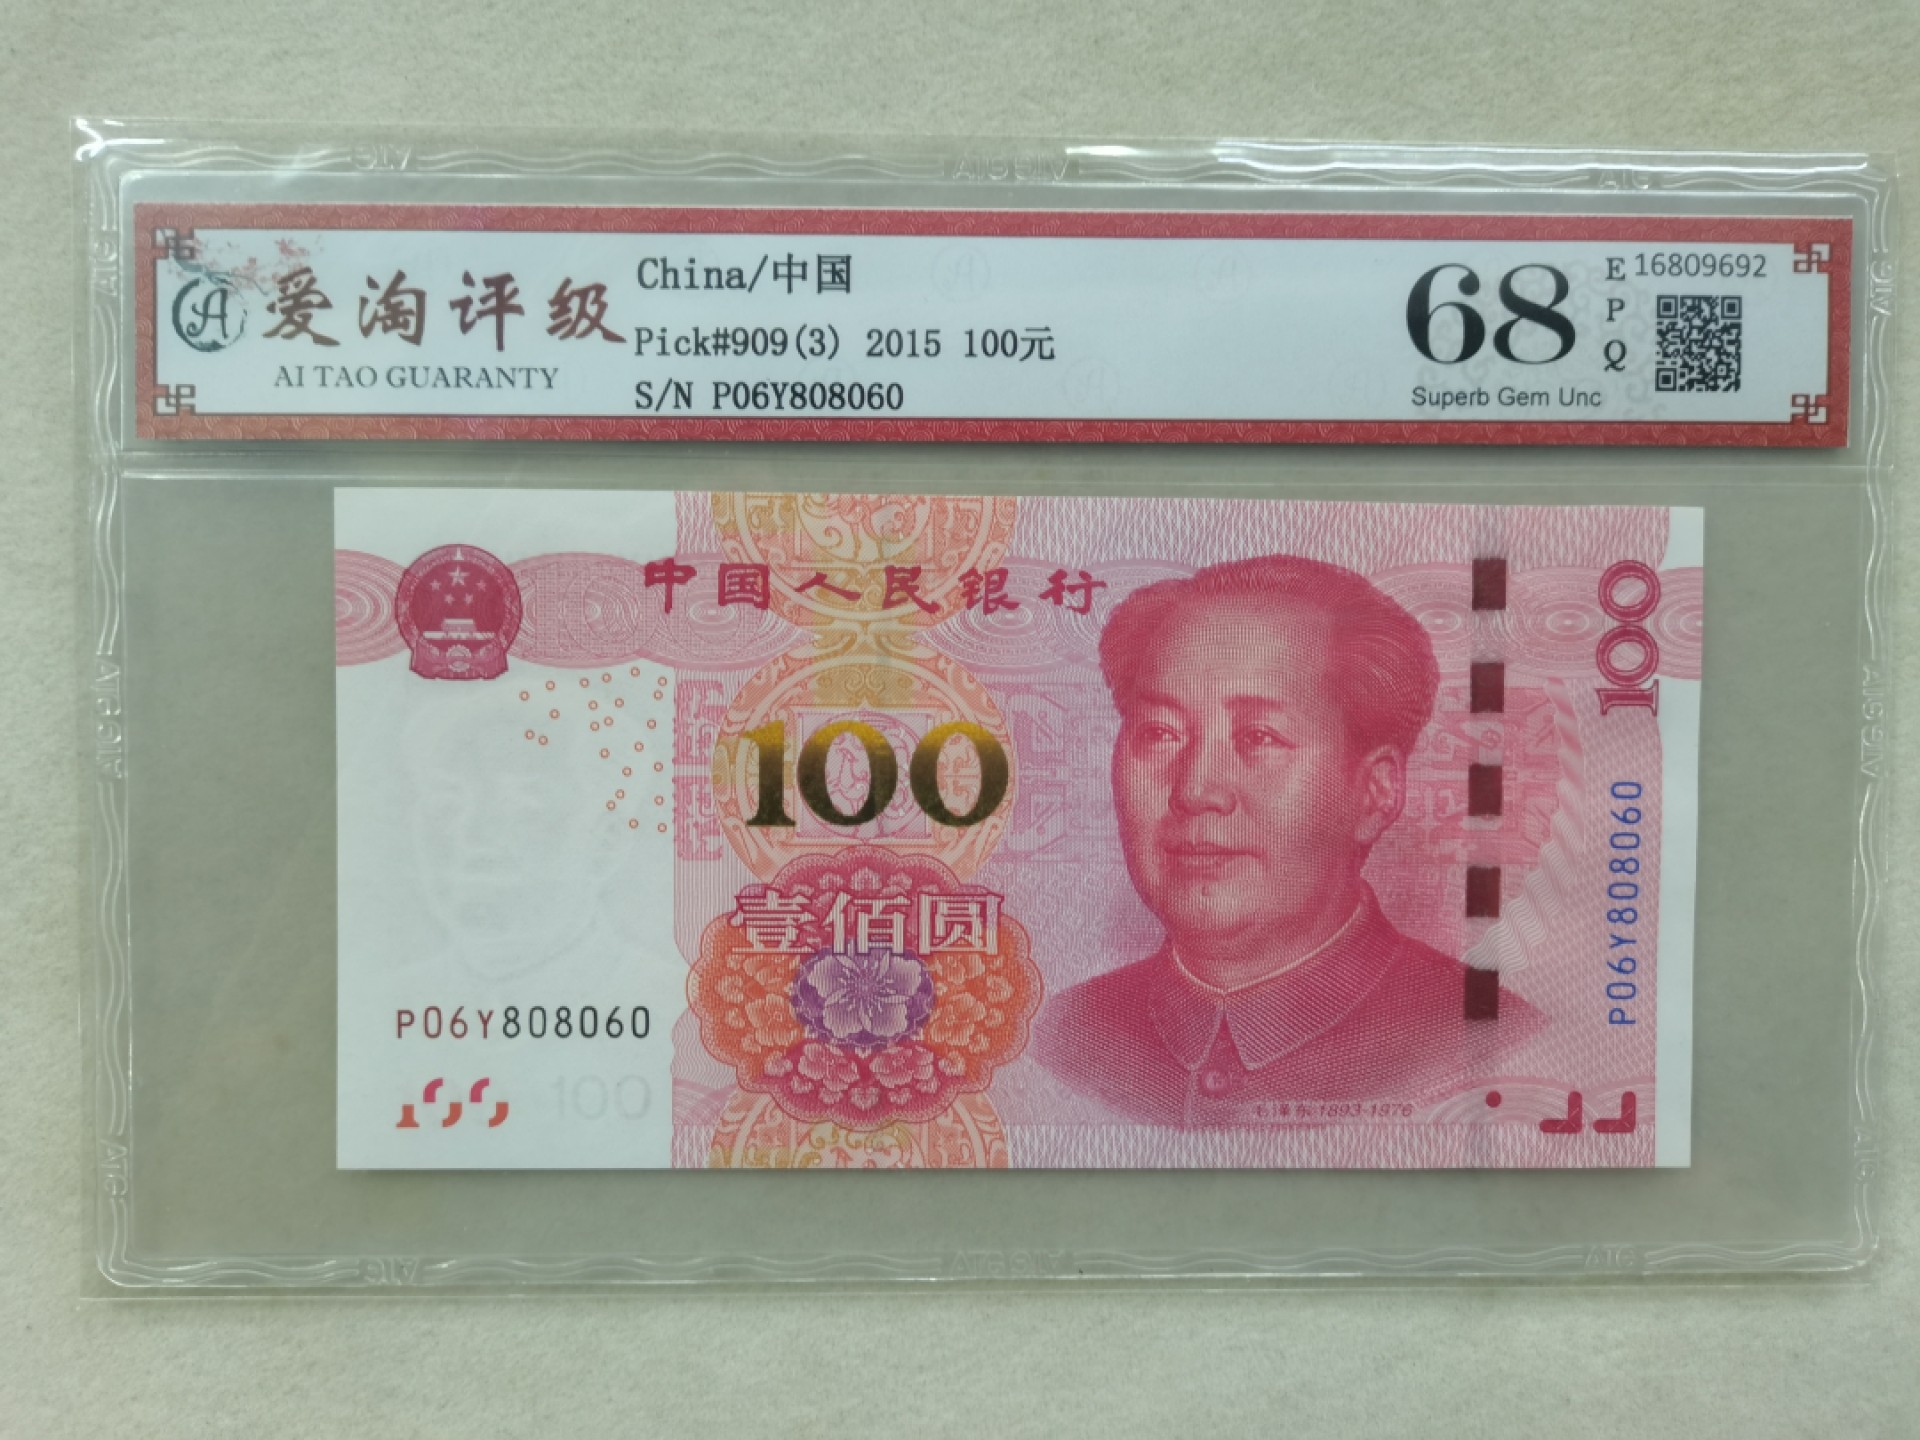 爱淘评级
AI TAO GUARANTY
China/中国
Pick#909(3) 2015 100元
S/N P06Y808060
68
EPQ
Superb Gem Unc
16809692
中国人民银行
100
100
壹佰圆
P06Y808060
P06Y808060
100
毛泽东 1893-1976